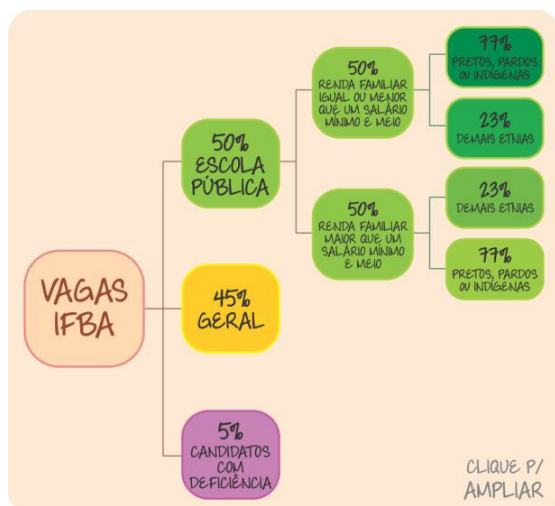 VAGAS
IFBA
50%
ESCOLA
PÚBLICA
50%
RENDA FAMILIAR
IGUAL OU MENOR
QUE UM SALÁRIO
MÍNIMO E MEIO
77%
PRETOS, PARDOS
OU INDÍGENAS
23%
DEMAIS ETNIAS
50%
RENDA FAMILIAR
MAIOR QUE UM
SALÁRIO MÍNIMO
E MEIO
23%
DEMAIS ETNIAS
77%
PRETOS, PARDOS
OU INDÍGENAS
45%
GERAL
5%
CANDIDATOS
COM
DEFICIÊNCIA
CLIQUE P/
AMPLIAR